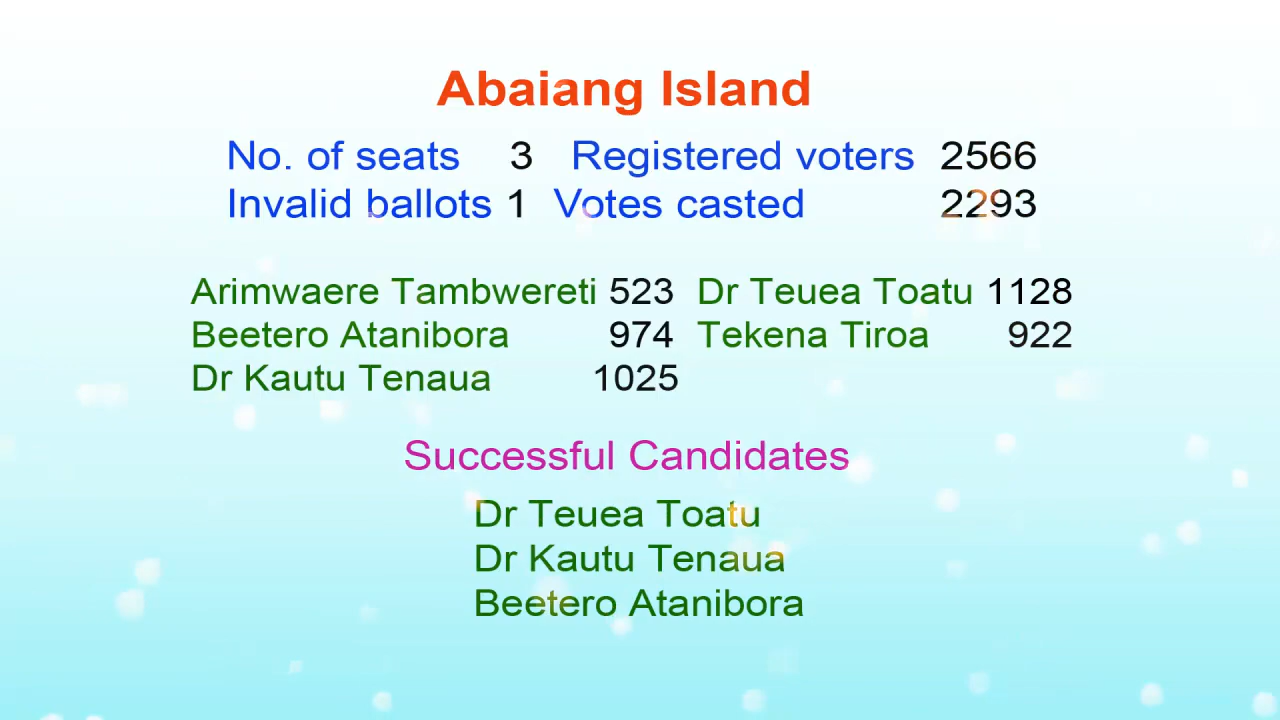 Abaiang Island
No. of seats 3 Registered voters 2566
Invalid ballots 1 Votes casted 2293
Arimwaere Tambwereti 523 Dr Teuea Toatu 1128
Beetero Atanibora 974 Tekena Tiroa 922
Dr Kautu Tenaua 1025
Successful Candidates
Dr Teuea Toatu
Dr Kautu Tenaua
Beetero Atanibora